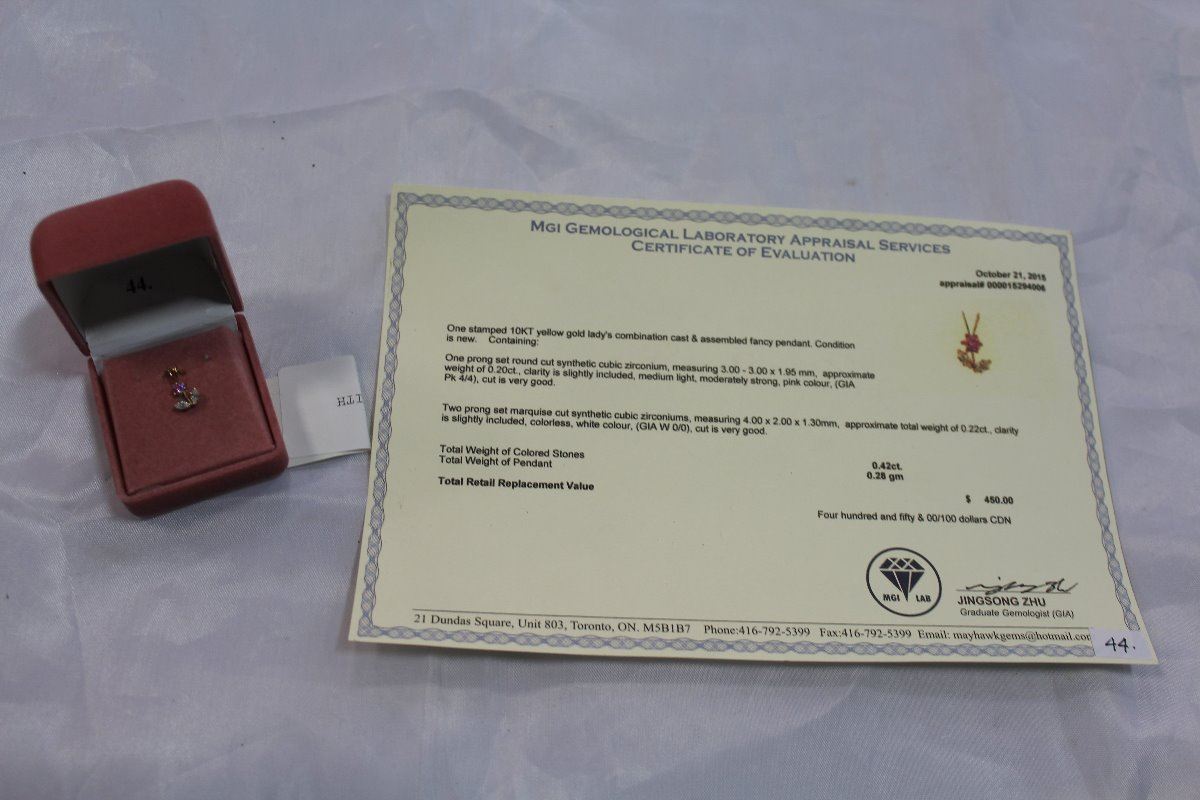 44.
ITH
MGI GEMOLOGICAL LABORATORY APPRAISAL SERVICES
CERTIFICATE OF EVALUATION
October 21, 2015
appraisal# 000015294006
One stamped 10KT yellow gold lady's combination cast & assembled fancy pendant. Condition
is new. Containing:
One prong set round cut synthetic cubic zirconium, measuring 3.00 - 3.00 x 1.95 mm, approximate
weight of 0.20ct., clarity is slightly included, medium light, moderately strong, pink colour, (GIA
Pk 4/4), cut is very good.
Two prong set marquise cut synthetic cubic zirconiums, measuring 4.00 x 2.00 x 1.30mm, approximate total weight of 0.22ct., clarity
is slightly included, colorless, white colour, (GIA W 0/0), cut is very good.
Total Weight of Colored Stones 0.42ct.
Total Weight of Pendant 0.28 gm
Total Retail Replacement Value $ 450.00
Four hundred and fifty & 00/100 dollars CDN
MGI LAB
JINGSONG ZHU
Graduate Gemologist (GIA)
21 Dundas Square, Unit 803, Toronto, ON. M5B1B7 Phone:416-792-5399 Fax:416-792-5399 Email: mayhawkgems@hotmail.com
44.